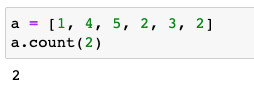 a = [1, 4, 5, 2, 3, 2]
a.count(2)
2